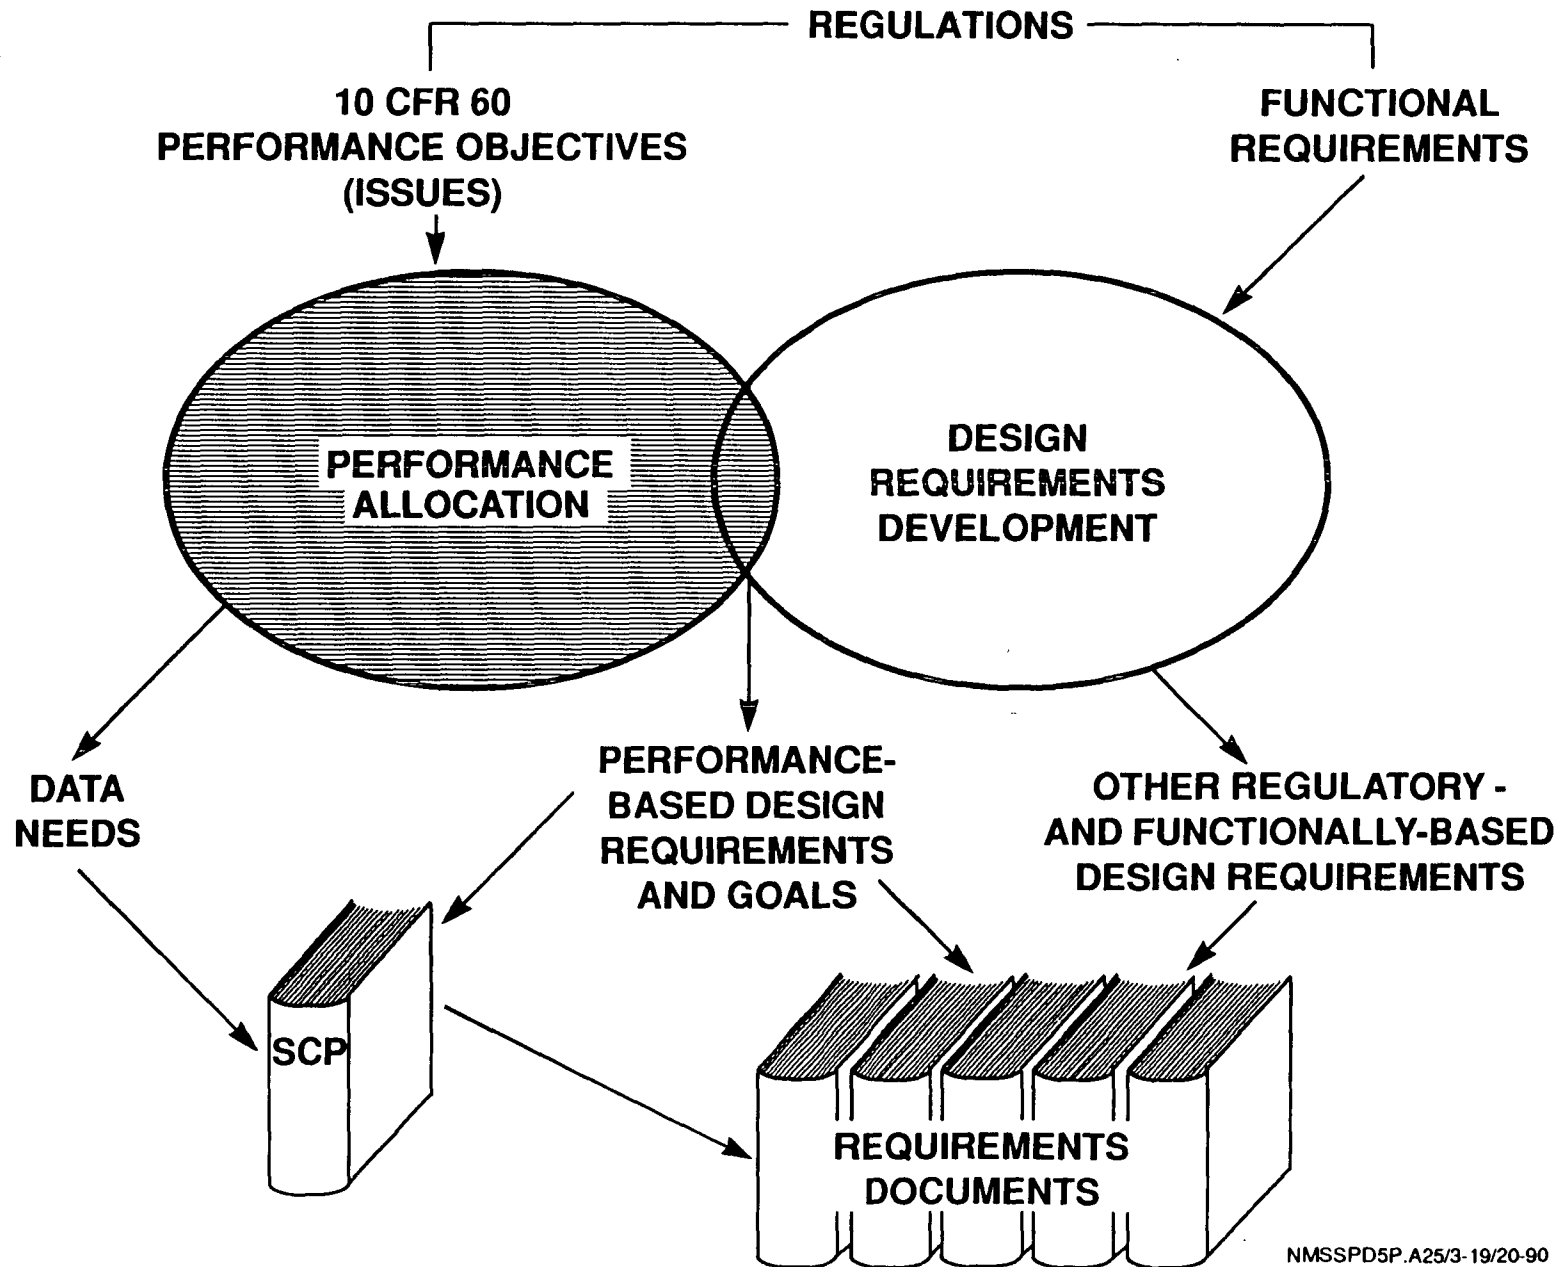 REGULATIONS
10 CFR 60
PERFORMANCE OBJECTIVES
(ISSUES)
FUNCTIONAL
REQUIREMENTS
PERFORMANCE
ALLOCATION
DESIGN
REQUIREMENTS
DEVELOPMENT
DATA
NEEDS
PERFORMANCE-
BASED DESIGN
REQUIREMENTS
AND GOALS
OTHER REGULATORY -
AND FUNCTIONALLY-BASED
DESIGN REQUIREMENTS
SCP
REQUIREMENTS
DOCUMENTS
NMSSPD5P.A25/3-19/20-90